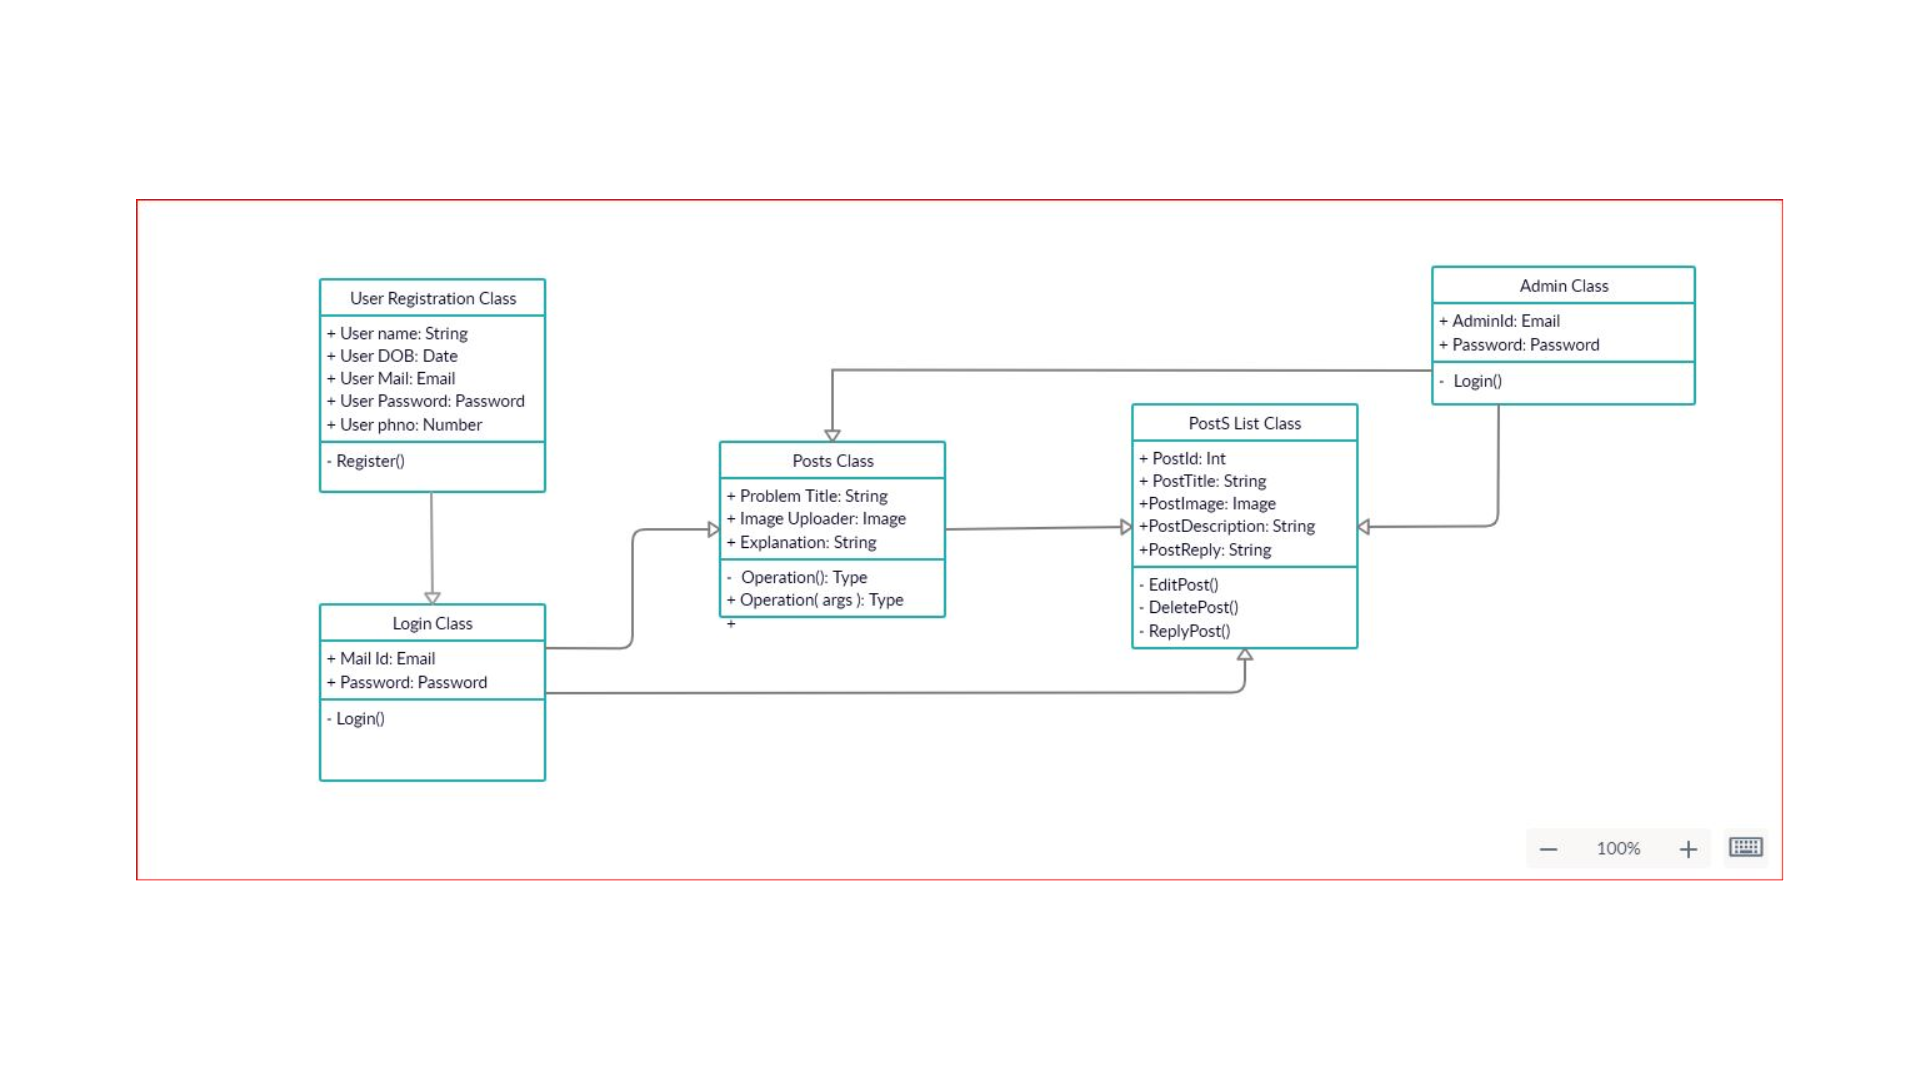 User Registration Class
+ User name: String
+ User DOB: Date
+ User Mail: Email
+ User Password: Password
+ User phno: Number
- Register()
Login Class
+ Mail Id: Email
+ Password: Password
- Login()
Posts Class
+ Problem Title: String
+ Image Uploader: Image
+ Explanation: String
- Operation(): Type
+ Operation( args ): Type
+
PostS List Class
+ PostId: Int
+ PostTitle: String
+PostImage: Image
+PostDescription: String
+PostReply: String
- EditPost()
- DeletePost()
- ReplyPost()
Admin Class
+ AdminId: Email
+ Password: Password
- Login()
100%